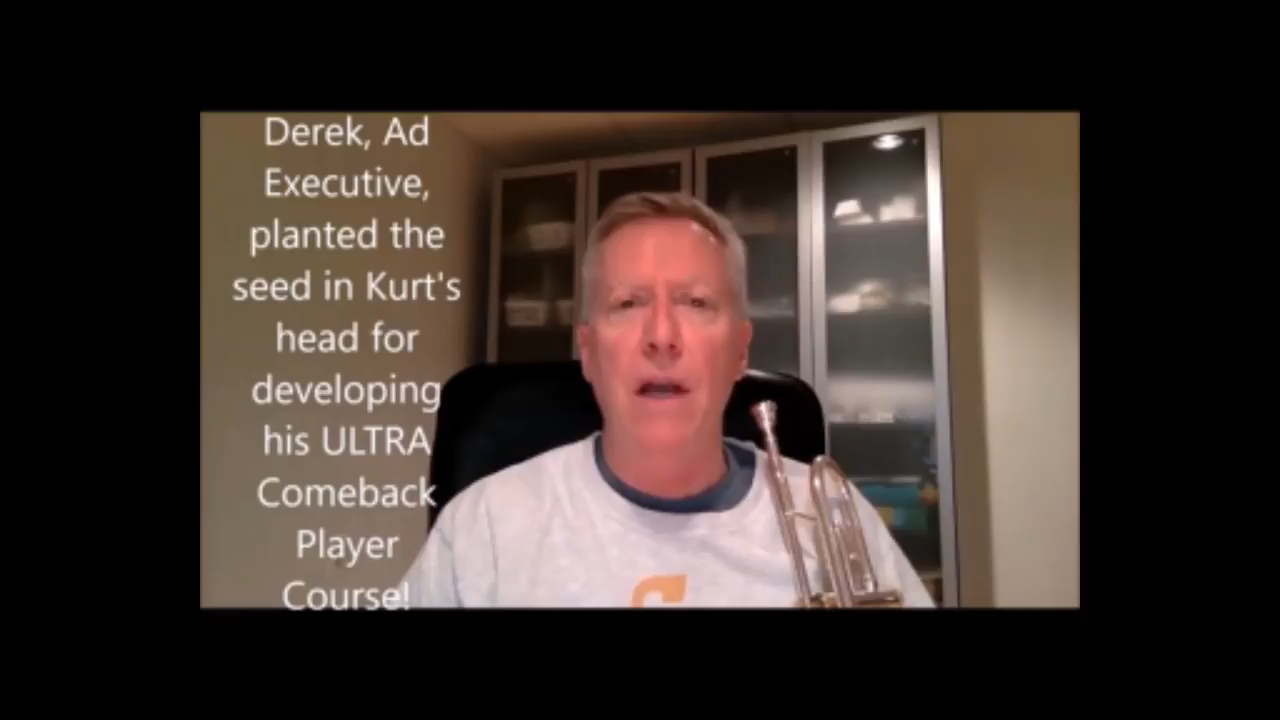 Derek, Ad
Executive,
planted the
seed in Kurt's
head for
developing
his ULTRA
Comeback
Player
Course!